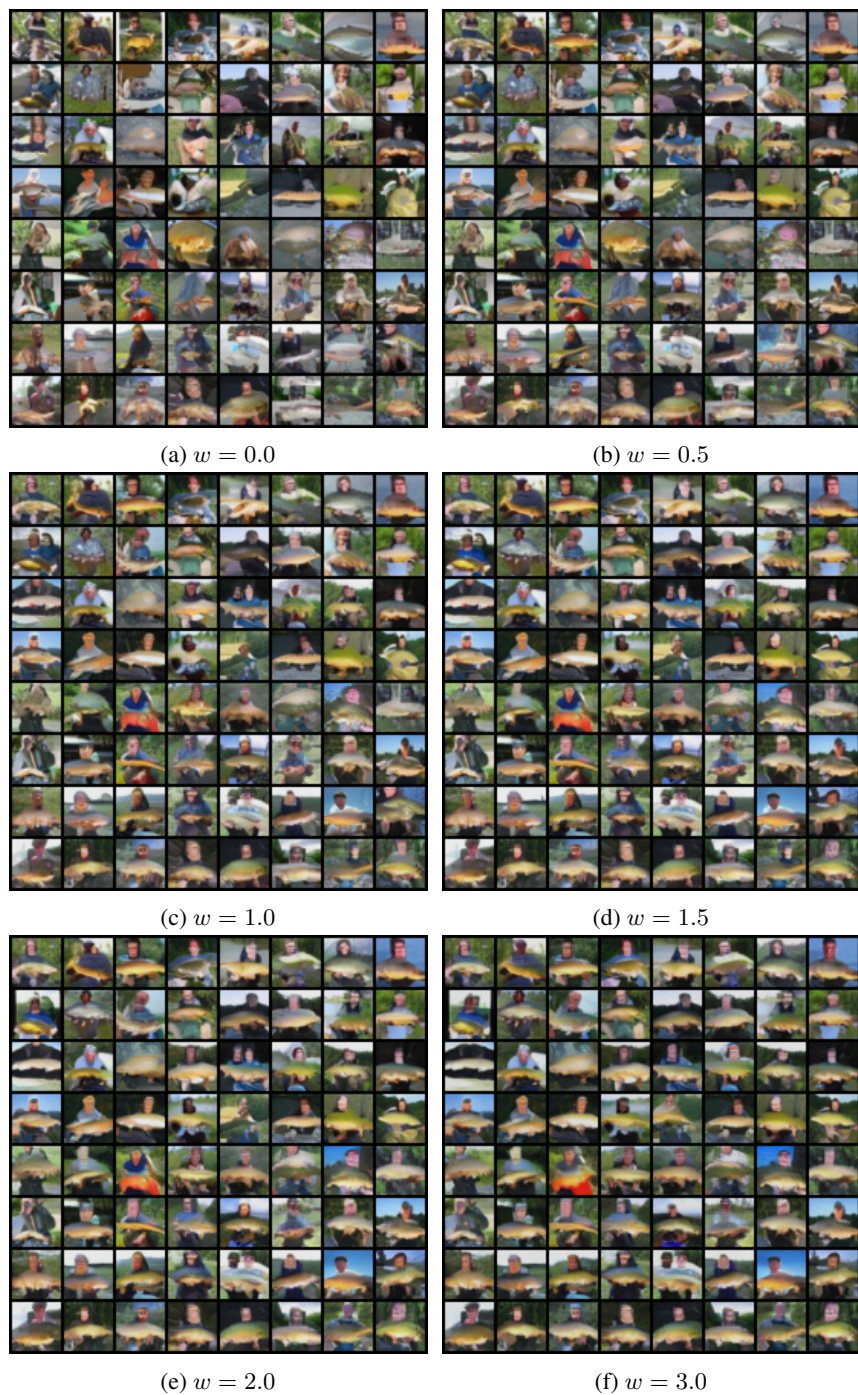 (a) w = 0.0
(b) w = 0.5
(c) w = 1.0
(d) w = 1.5
(e) w = 2.0
(f) w = 3.0